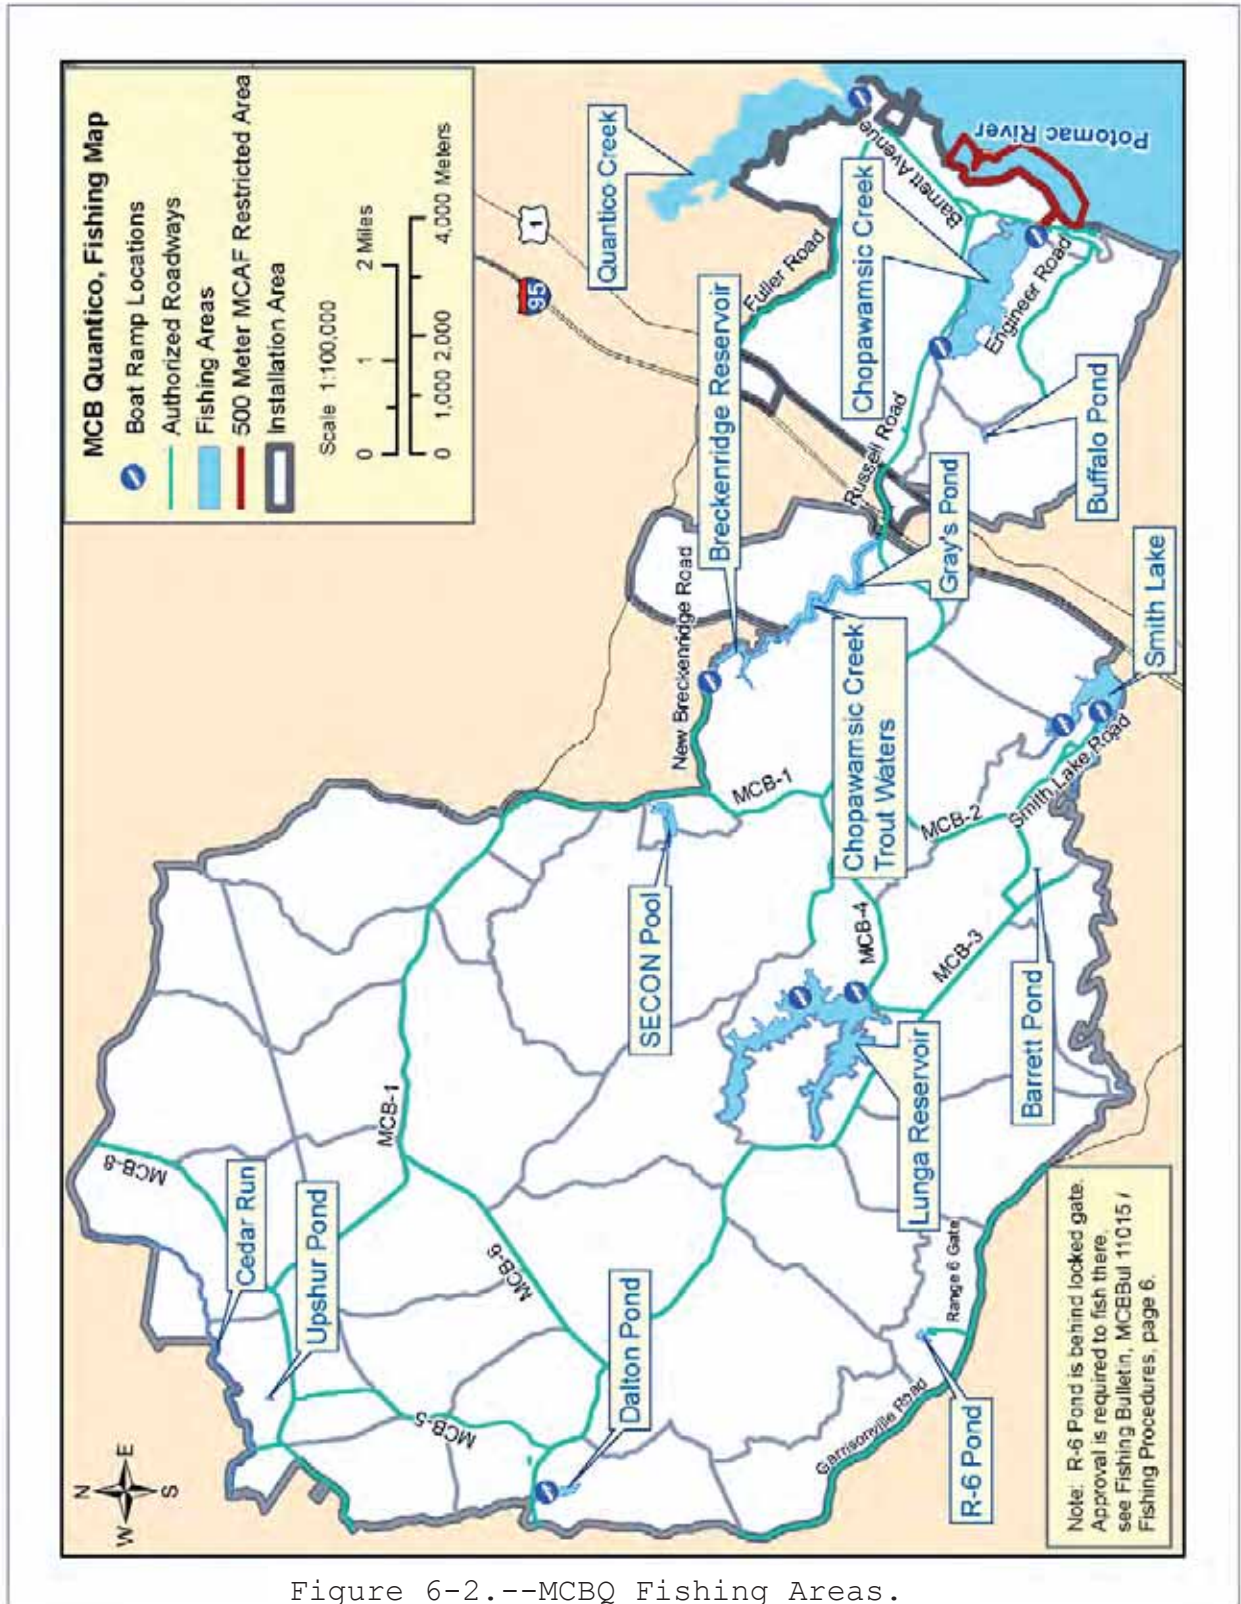 MCB Quantico, Fishing Map
Boat Ramp Locations
Authorized Roadways
Fishing Areas
500 Meter MCAF Restricted Area
Installation Area
Scale 1:100,000
0 1 2 Miles
0 1,000 2,000 4,000 Meters
N
W E
S
Quantico Creek
Potomac River
1
95
Barnett Avenue
Fuller Road
Chopawamsic Creek
Engineer Road
Breckenridge Reservoir
Russell Road
Buffalo Pond
Gray's Pond
New Breckenridge Road
Smith Lake
Chopawamsic Creek
Trout Waters
MCB-1
MCB-2
Smith Lake Road
SECON Pool
MCB-4
MCB-3
Barrett Pond
Lunga Reservoir
MCB-1
MCB-8
Cedar Run
Upshur Pond
MCB-6
MCB-5
Dalton Pond
Range 6 Gate
Garrisonville Road
R-6 Pond
Note: R-6 Pond is behind locked gate.
Approval is required to fish there,
see Fishing Bulletin, MCBBul 11015 /
Fishing Procedures, page 6.
Figure 6-2.--MCBQ Fishing Areas.